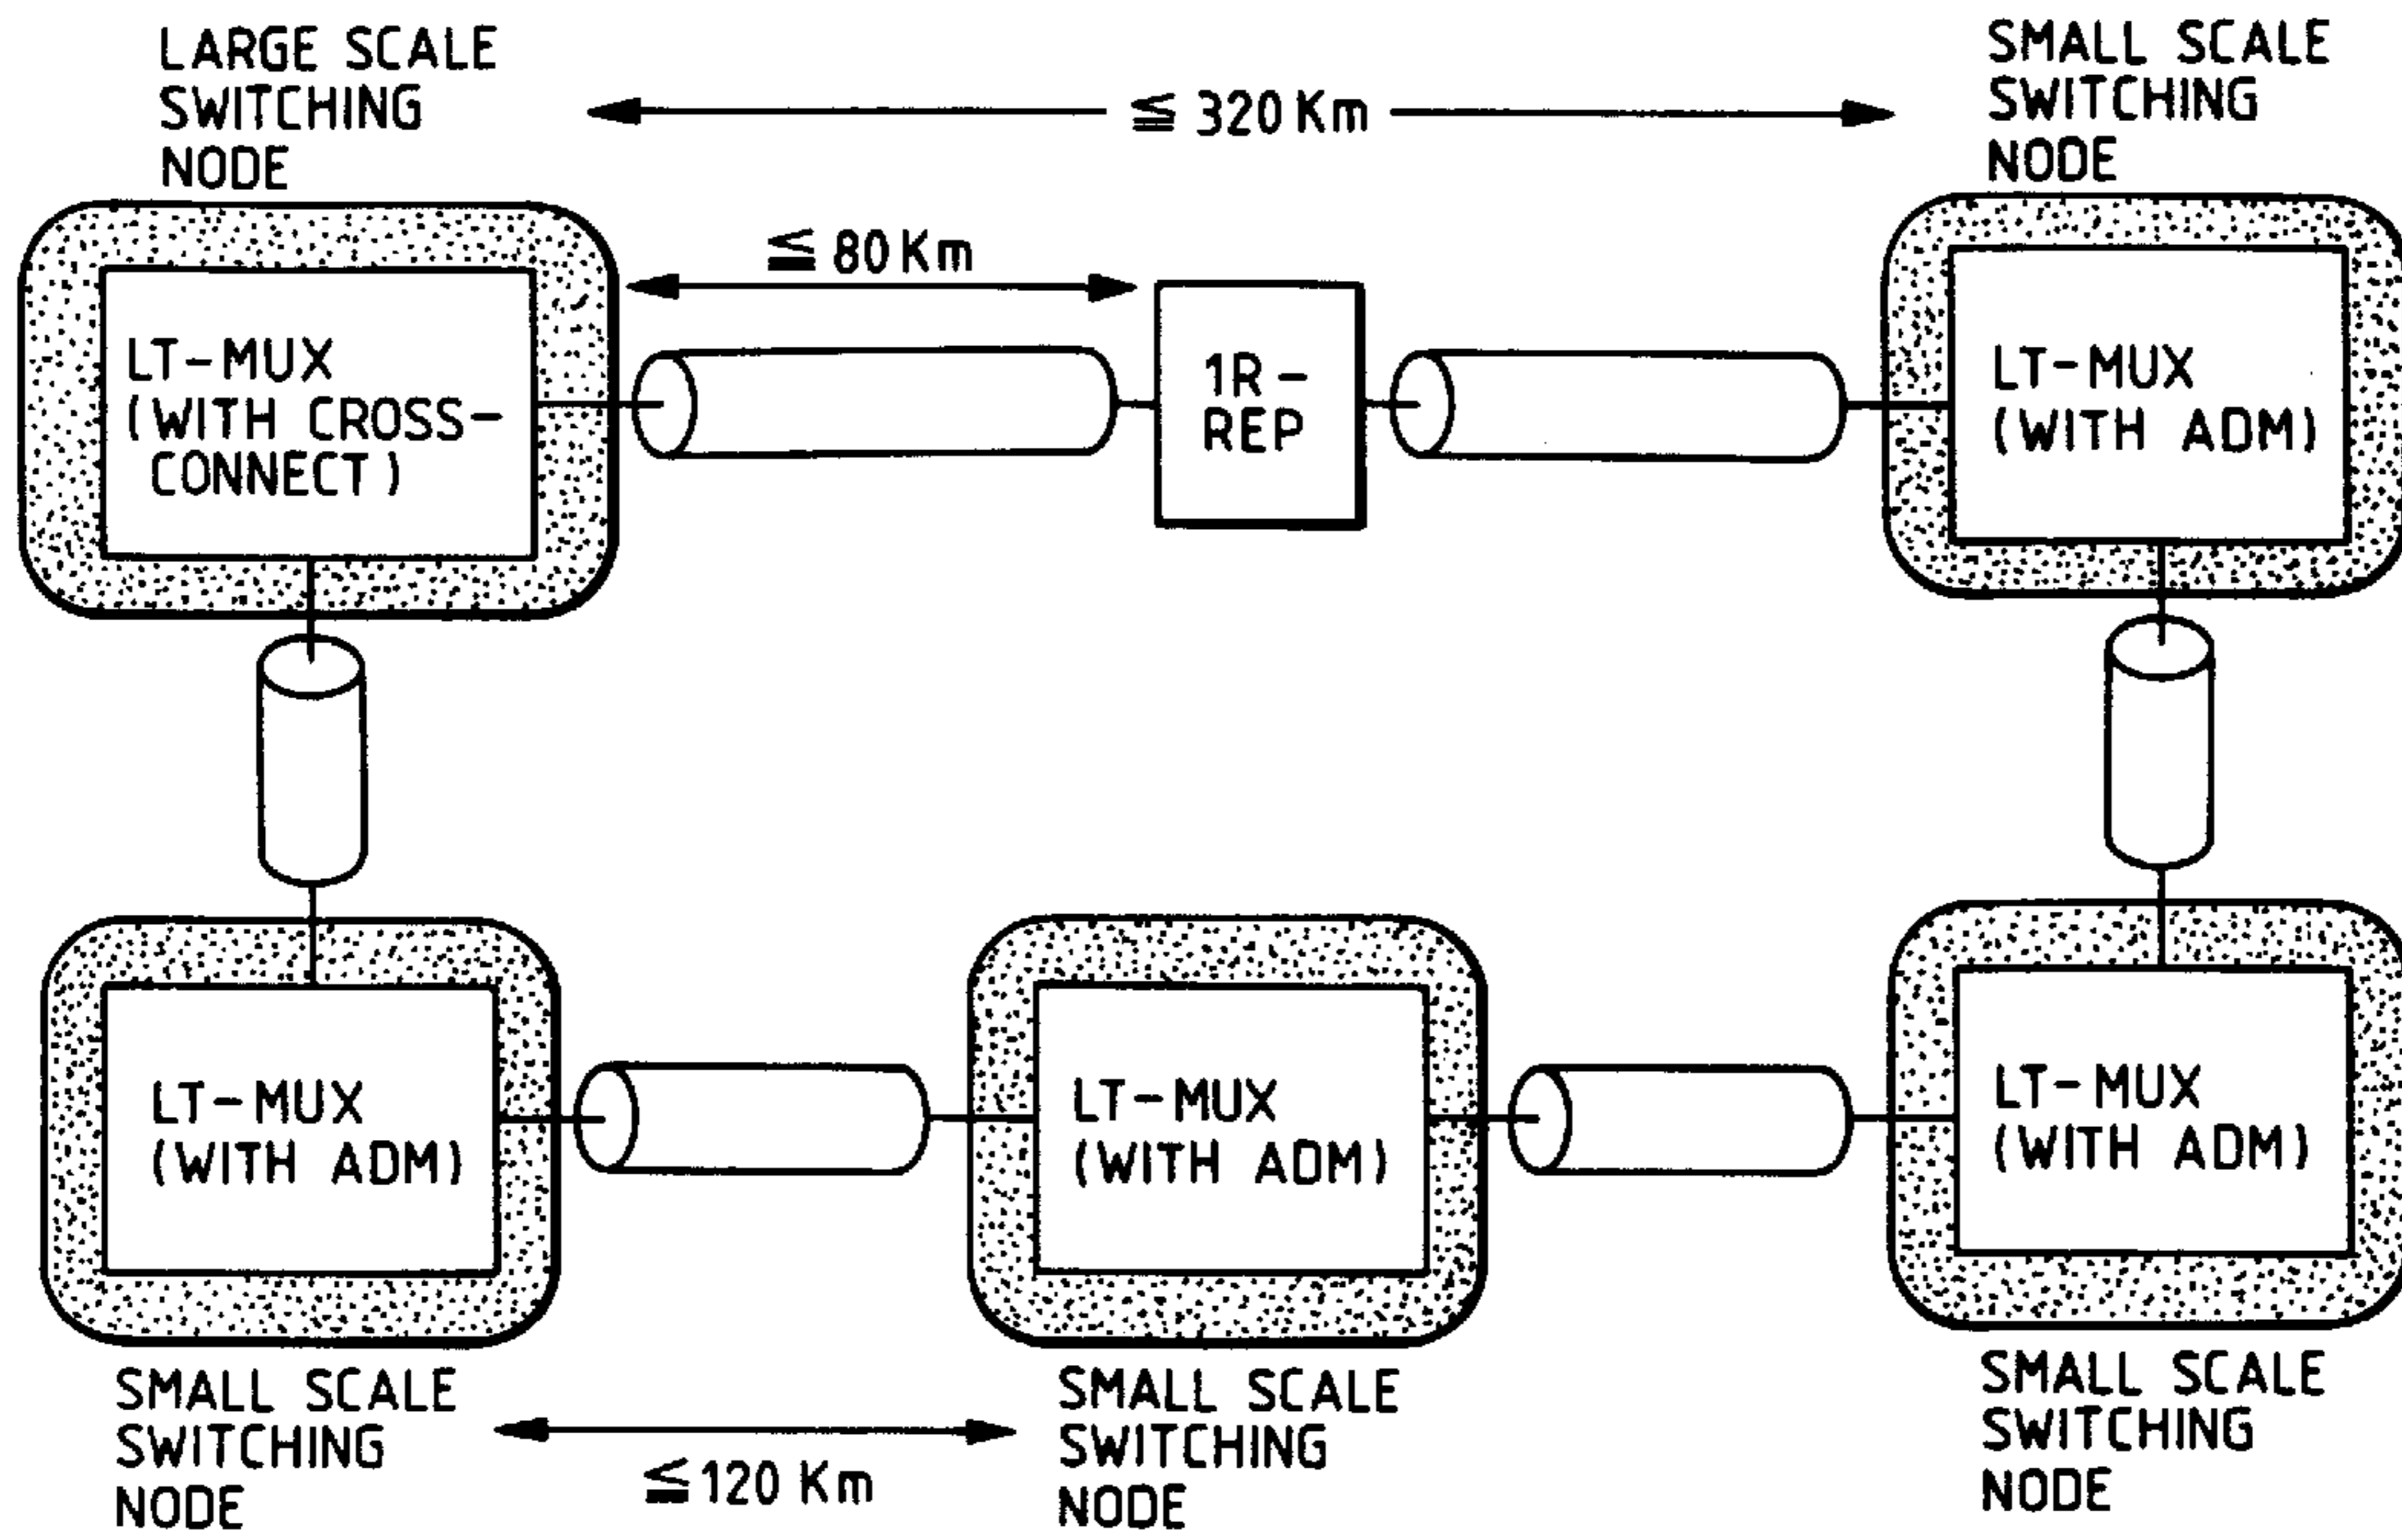 LARGE SCALE
SWITCHING
NODE
≦ 320 Km
SMALL SCALE
SWITCHING
NODE
≦ 80 Km
LT-MUX
(WITH CROSS-
CONNECT)
1R-
REP
LT-MUX
(WITH ADM)
LT-MUX
(WITH ADM)
LT-MUX
(WITH ADM)
LT-MUX
(WITH ADM)
SMALL SCALE
SWITCHING
NODE
≦ 120 Km
SMALL SCALE
SWITCHING
NODE
SMALL SCALE
SWITCHING
NODE